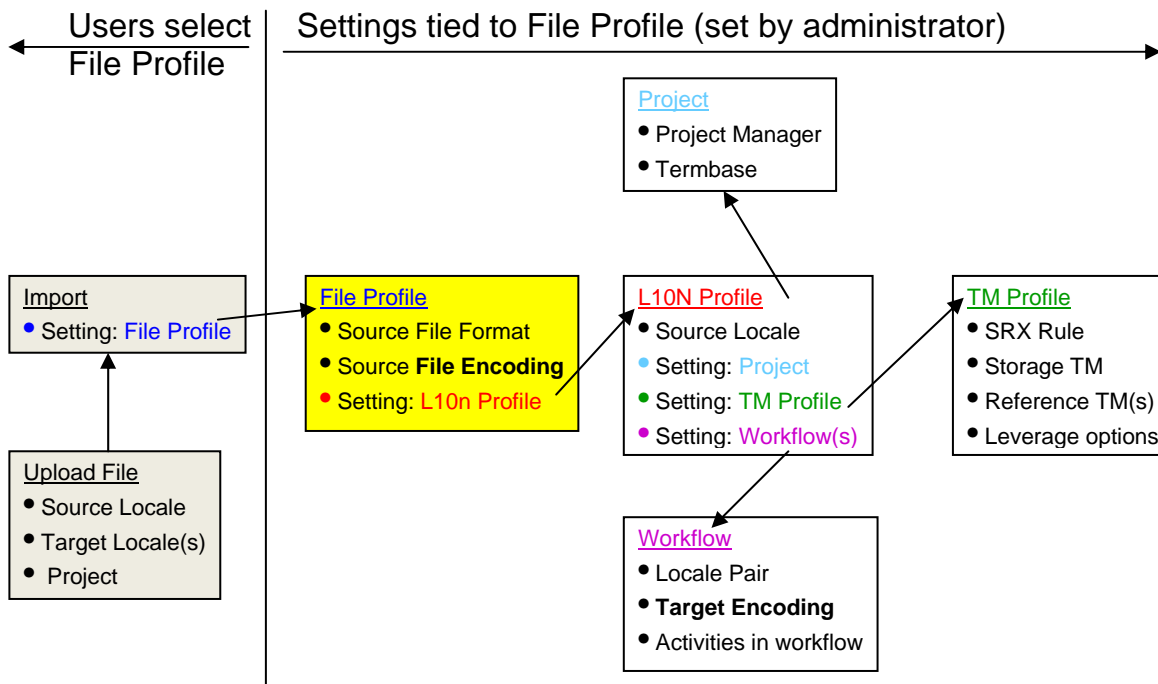 Users select
File Profile
Settings tied to File Profile (set by administrator)
Project
• Project Manager
• Termbase
Import
• Setting: File Profile
File Profile
• Source File Format
• Source File Encoding
• Setting: L10n Profile
L10N Profile
• Source Locale
• Setting: Project
• Setting: TM Profile
• Setting: Workflow(s)
TM Profile
• SRX Rule
• Storage TM
• Reference TM(s)
• Leverage options
Upload File
• Source Locale
• Target Locale(s)
• Project
Workflow
• Locale Pair
• Target Encoding
• Activities in workflow